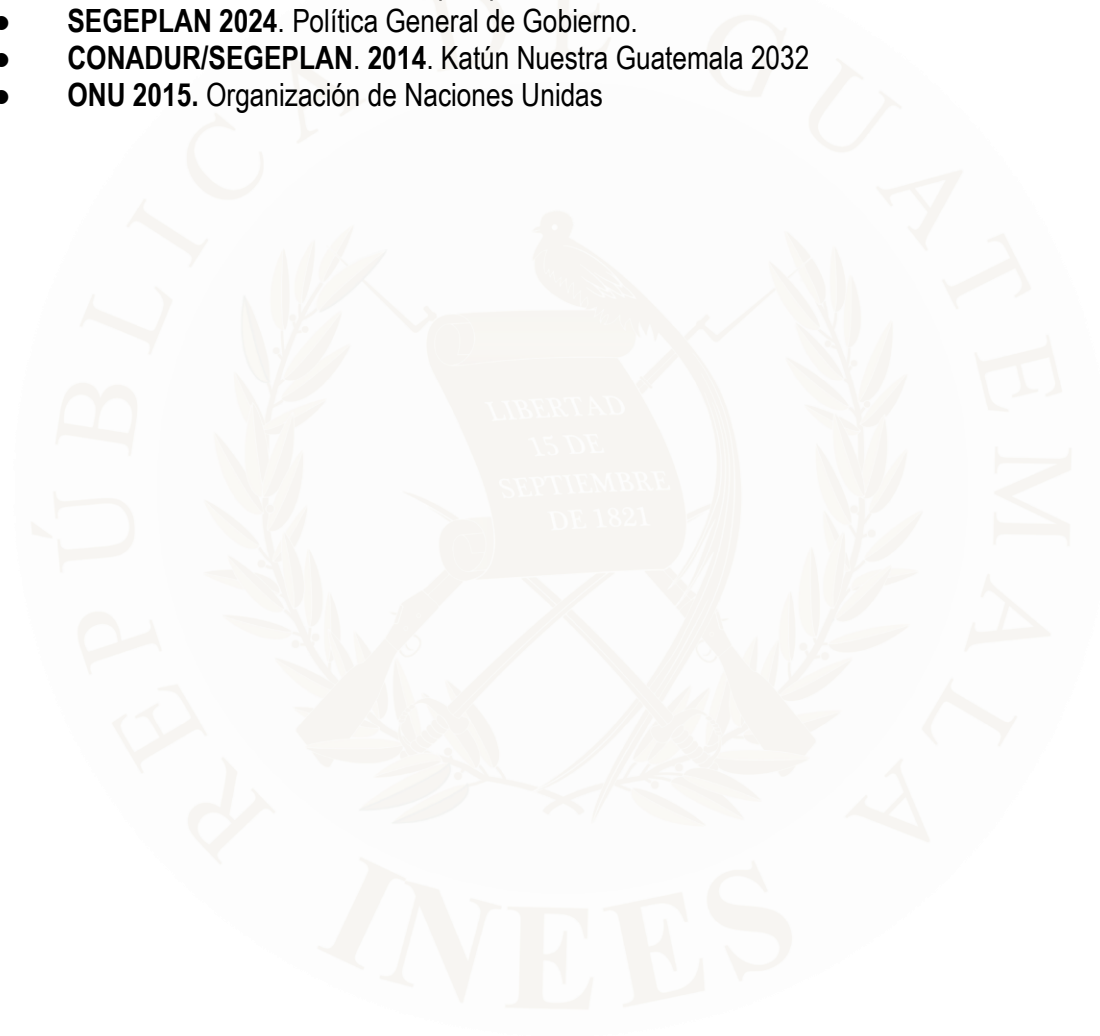 ● SEGEPLAN 2024. Política General de Gobierno.
● CONADUR/SEGEPLAN. 2014. Katún Nuestra Guatemala 2032
● ONU 2015. Organización de Naciones Unidas
REPÚBLICA DE GUATEMALA
LIBERTAD
15 DE
SEPTIEMBRE
DE 1821
INEES